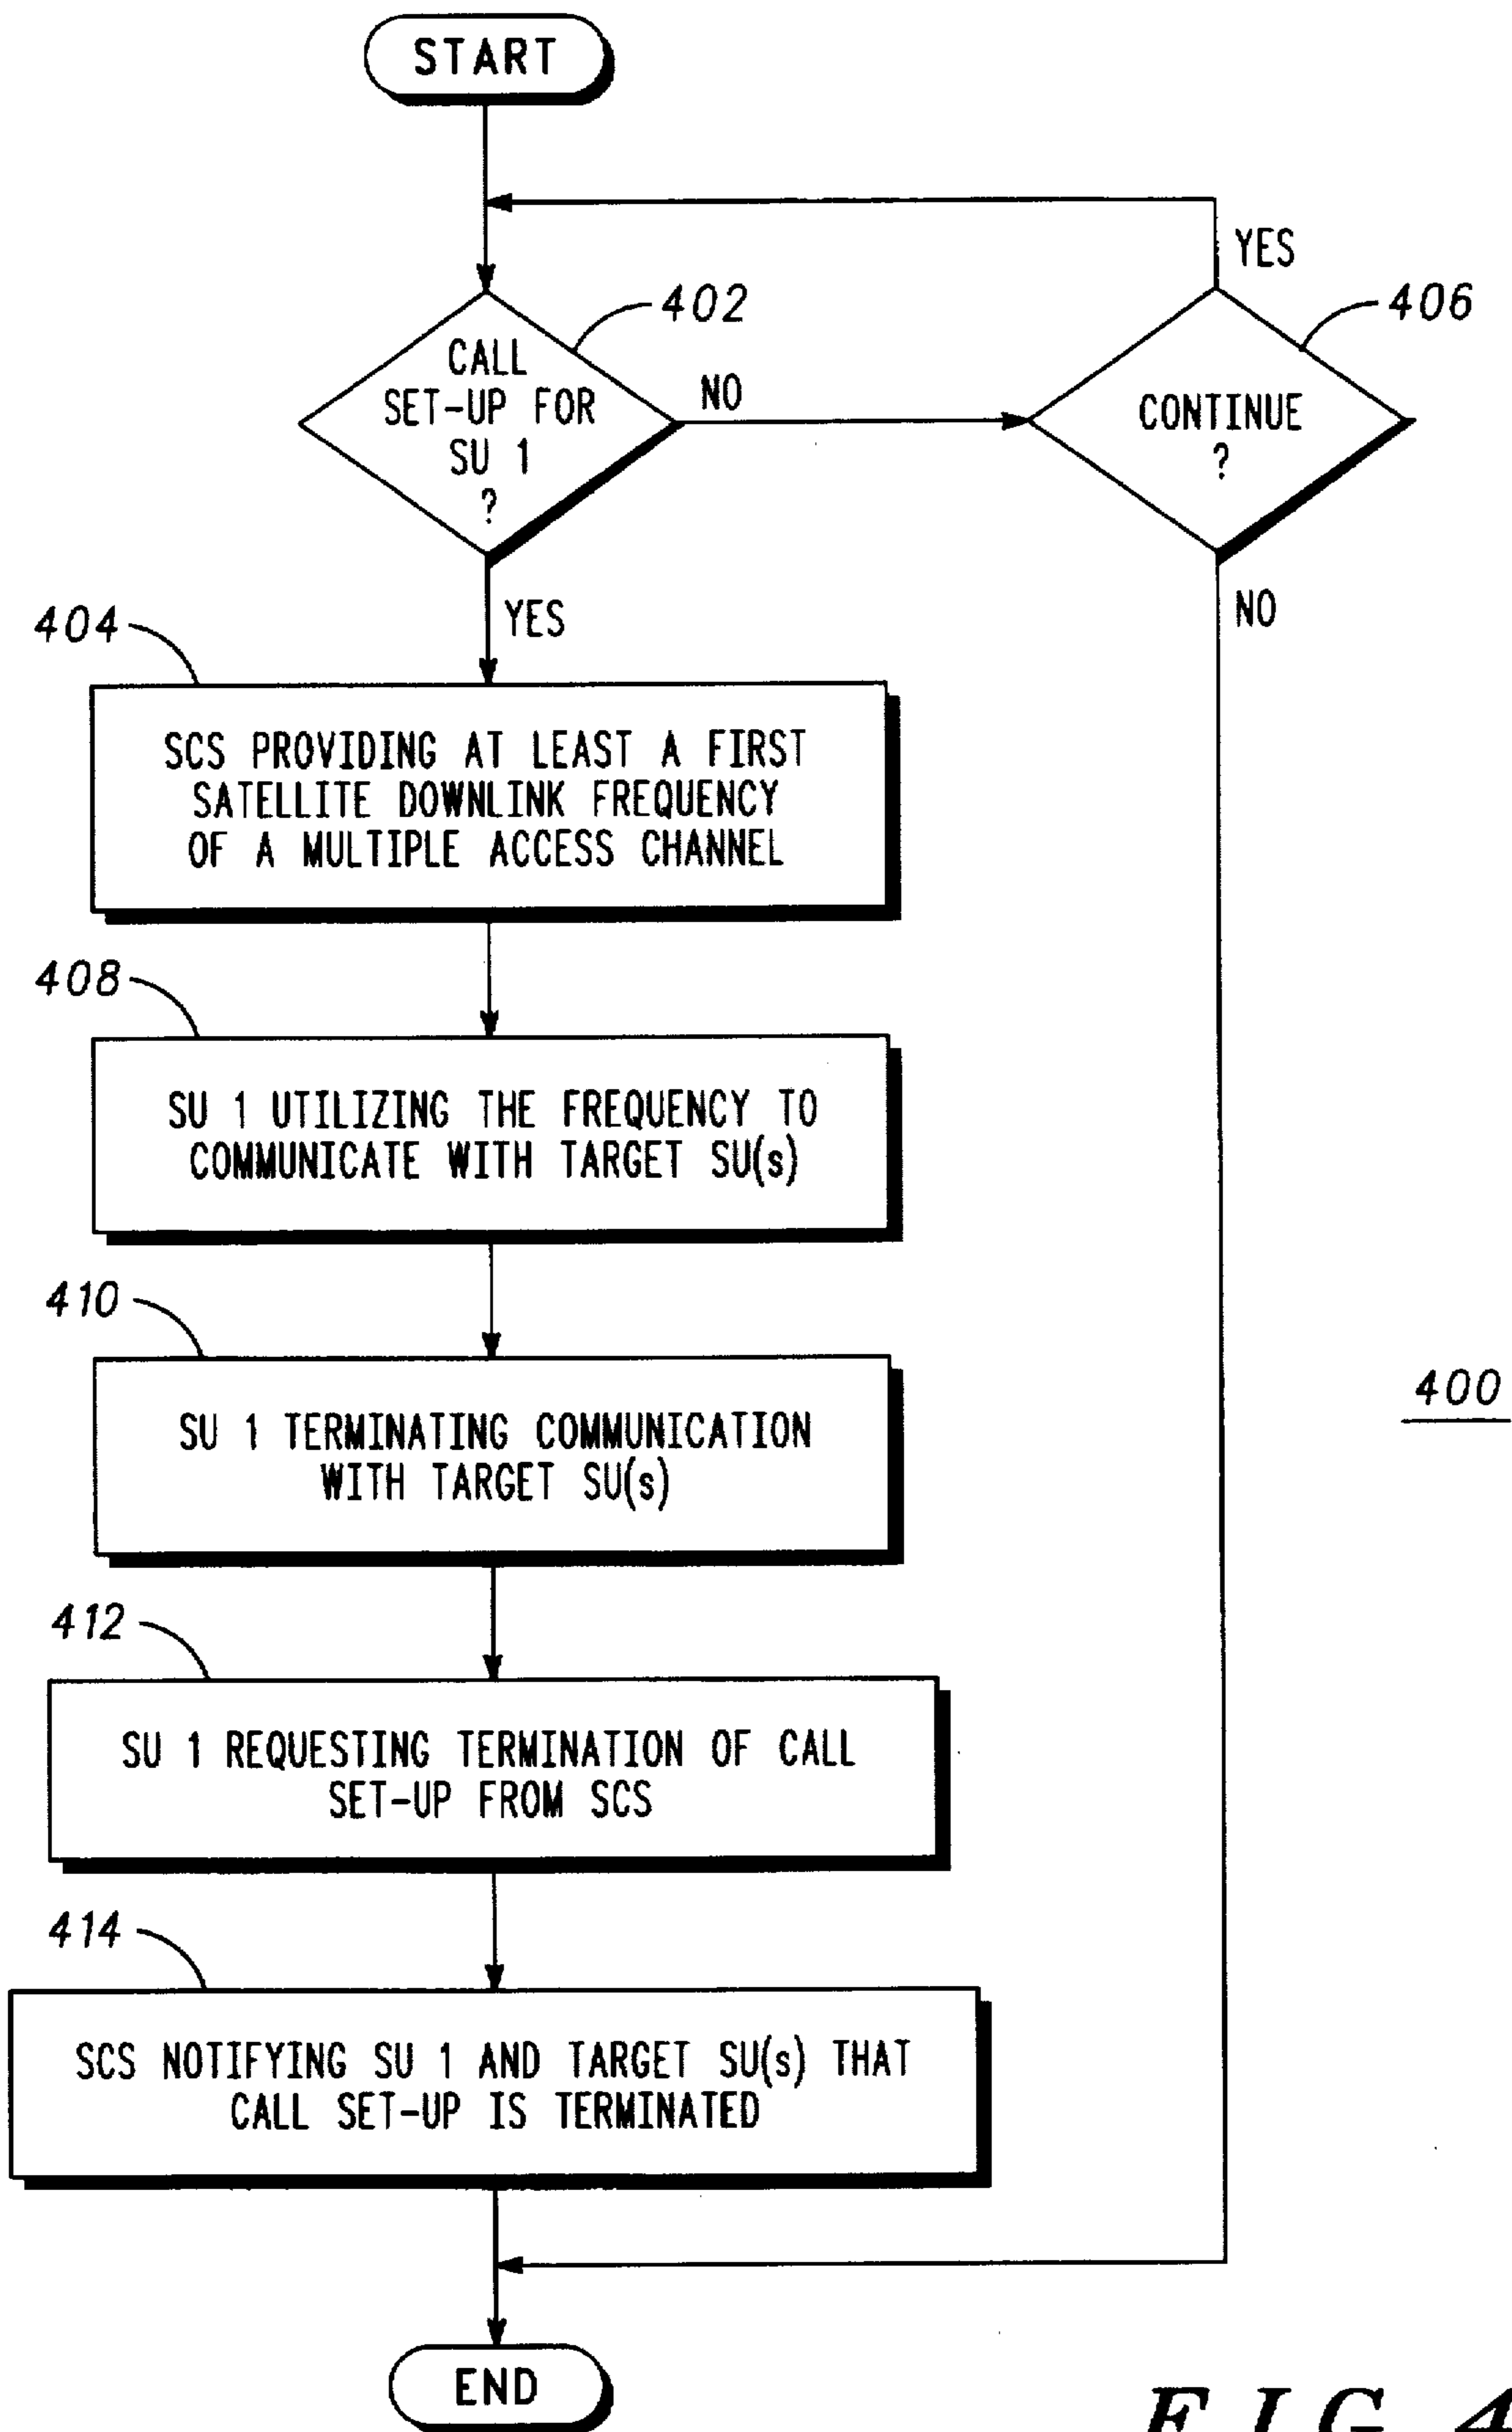 START
YES
402
406
CALL
SET-UP FOR
SU 1
?
NO
CONTINUE
?
YES
NO
404
SCS PROVIDING AT LEAST A FIRST
SATELLITE DOWNLINK FREQUENCY
OF A MULTIPLE ACCESS CHANNEL
408
SU 1 UTILIZING THE FREQUENCY TO
COMMUNICATE WITH TARGET SU(s)
410
400
SU 1 TERMINATING COMMUNICATION
WITH TARGET SU(s)
412
SU 1 REQUESTING TERMINATION OF CALL
SET-UP FROM SCS
414
SCS NOTIFYING SU 1 AND TARGET SU(s) THAT
CALL SET-UP IS TERMINATED
END
FIG 4